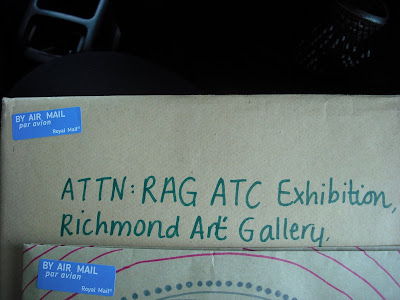 BY AIR MAIL
par avion
Royal Mail®
ATTN: RAG ATC Exhibition,
Richmond Art Gallery,
BY AIR MAIL
par avion
Royal Mail®